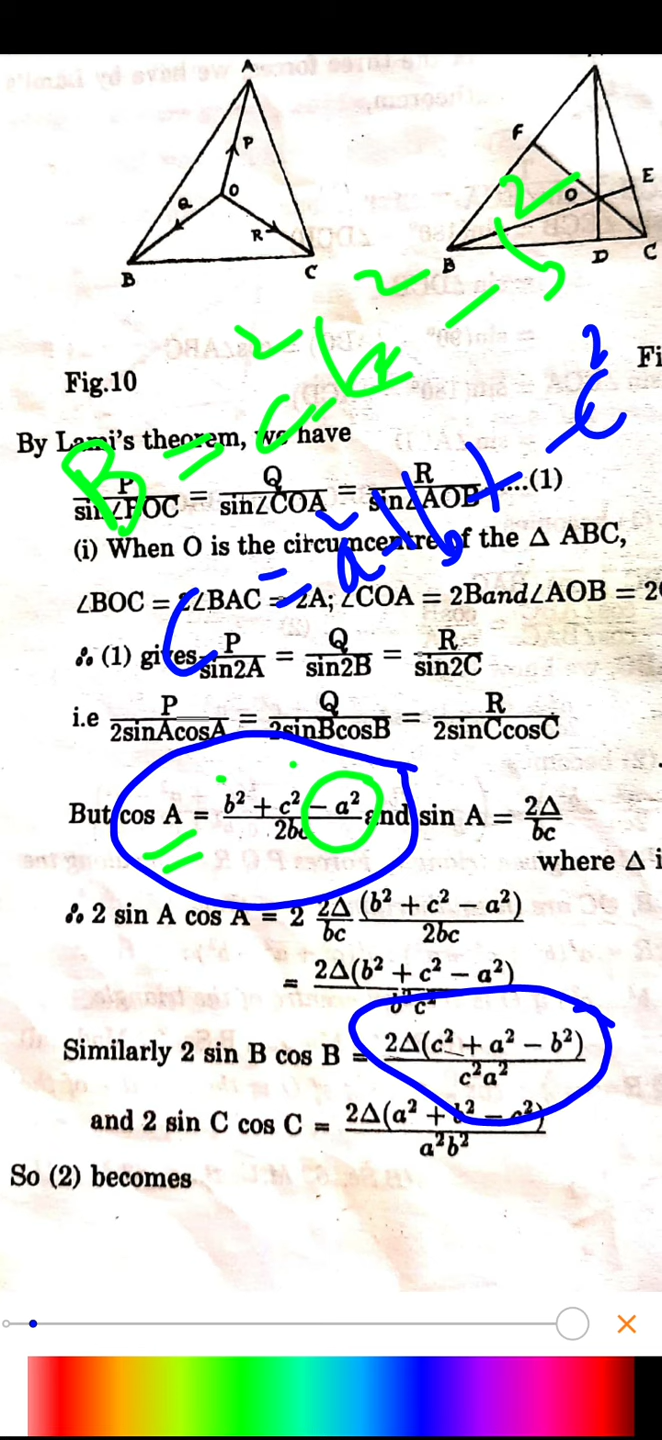 A
P
Q
O
R
B
C
F
E
O
B
D
C
Fig.10
Fi
B = c² + a² - b²
C = a² + b² - c²
By Lami's theorem, we have
P/sin∠BOC = Q/sin∠COA = R/sin∠AOB ....(1)
(i) When O is the circumcentre of the Δ ABC,
∠BOC = 2∠BAC = 2A; ∠COA = 2Band∠AOB = 2
∴ (1) gives P/sin2A = Q/sin2B = R/sin2C
i.e P/2sinAcosA = Q/2sinBcosB = R/2sinCcosC
But cos A = b² + c² - a²/2bc and sin A = 2Δ/bc
where Δ i
∴ 2 sin A cos A = 2 2Δ/bc (b² + c² - a²)/2bc
= 2Δ(b² + c² - a²)/b²c²
Similarly 2 sin B cos B = 2Δ(c² + a² - b²)/c²a²
and 2 sin C cos C = 2Δ(a² + b² - c²)/a²b²
So (2) becomes